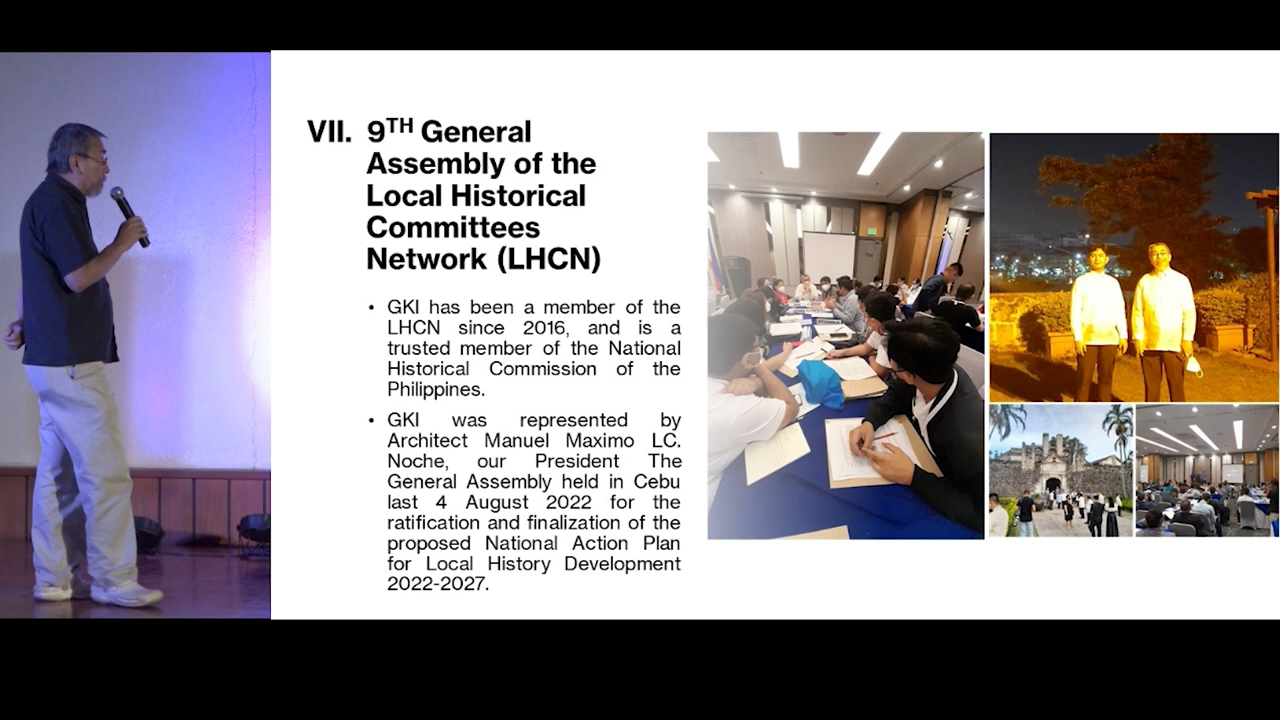 VII. 9TH General
Assembly of the
Local Historical
Committees
Network (LHCN)
• GKI has been a member of the
LHCN since 2016, and is a
trusted member of the National
Historical Commission of the
Philippines.
• GKI was represented by
Architect Manuel Maximo LC.
Noche, our President The
General Assembly held in Cebu
last 4 August 2022 for the
ratification and finalization of the
proposed National Action Plan
for Local History Development
2022-2027.